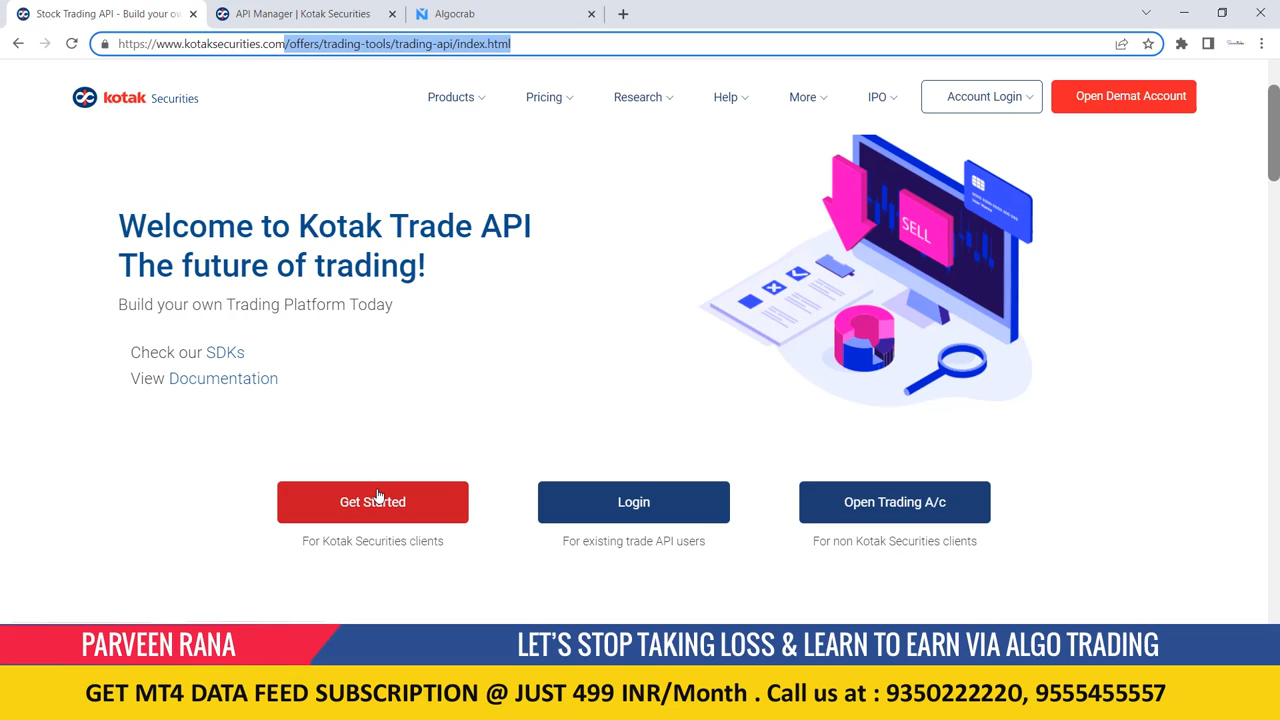 Stock Trading API - Build your ow
API Manager | Kotak Securities
Algocrab
https://www.kotaksecurities.com/offers/trading-tools/trading-api/index.html
kotak Securities
Products
Pricing
Research
Help
More
IPO
Account Login
Open Demat Account
SELL
Welcome to Kotak Trade API
The future of trading!
Build your own Trading Platform Today
Check our SDKs
View Documentation
Get Started
Login
Open Trading A/c
For Kotak Securities clients
For existing trade API users
For non Kotak Securities clients
PARVEEN RANA
LET'S STOP TAKING LOSS & LEARN TO EARN VIA ALGO TRADING
GET MT4 DATA FEED SUBSCRIPTION @ JUST 499 INR/Month . Call us at : 9350222220, 9555455557